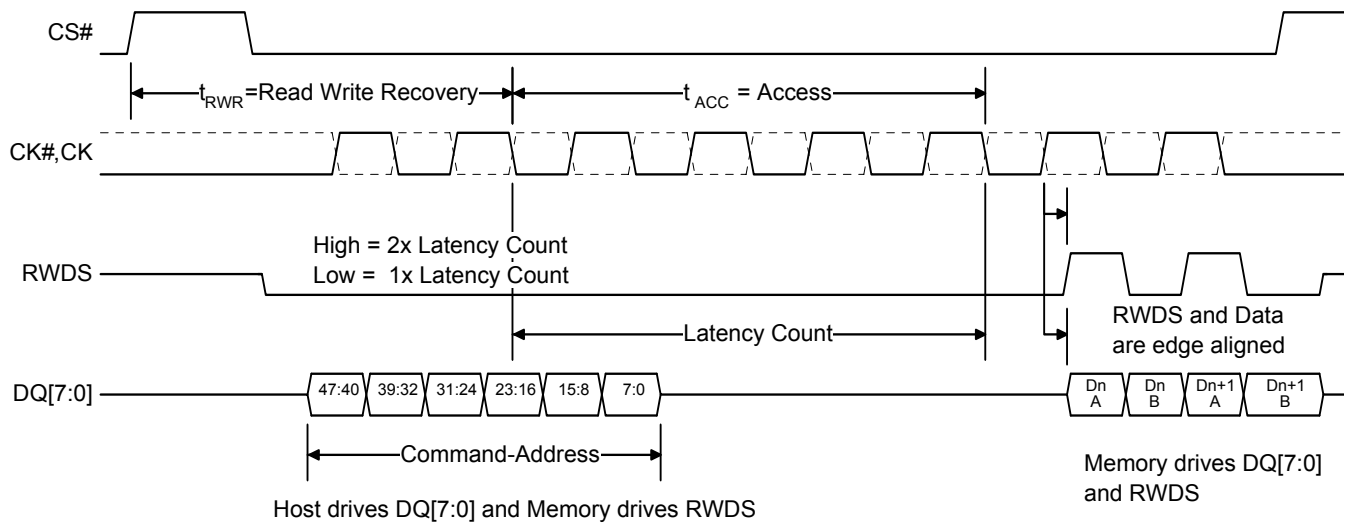 CS#
tRWR=Read Write Recovery
tACC = Access
CK#,CK
High = 2x Latency Count
Low = 1x Latency Count
RWDS
Latency Count
RWDS and Data
are edge aligned
DQ[7:0]
47:40 39:32 31:24 23:16 15:8 7:0
Dn Dn Dn+1 Dn+1
A B A B
Command-Address
Memory drives DQ[7:0]
and RWDS
Host drives DQ[7:0] and Memory drives RWDS